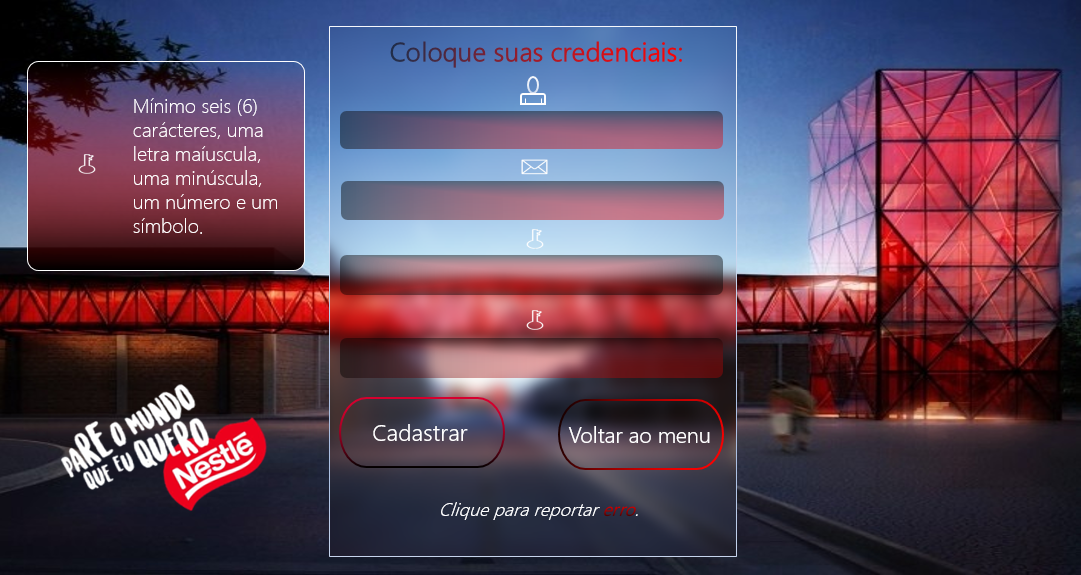 Coloque suas credenciais:
Mínimo seis (6)
carácteres, uma
letra maíuscula,
uma minúscula,
um número e um
símbolo.
PARE O MUNDO
QUE EU QUERO
Nestlé
Cadastrar
Voltar ao menu
Clique para reportar erro.